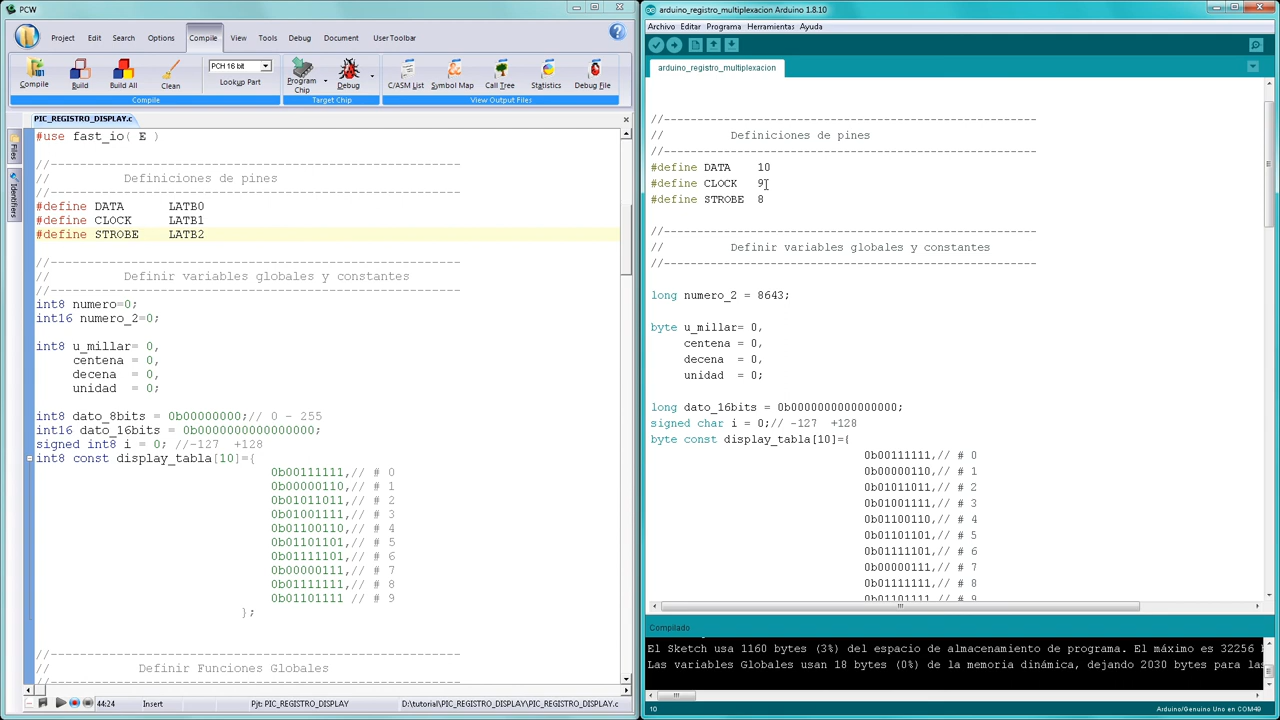 PCW
Search
Options
Compile
View
Tools
Debug
Document
User Toolbar
Compile
Build
Build All
Clean
PCH 16 bit
Lookup Part
Program Chip
Debug
C/ASM List
Symbol Map
Call Tree
Statistics
Debug File
Compile
Target Chip
View Output Files
PIC_REGISTRO_DISPLAY.c
Files
Identifiers
#use fast_io( E )
//---------------------------------------------
// Definiciones de pines
//---------------------------------------------
#define DATA LATB0
#define CLOCK LATB1
#define STROBE LATB2
//---------------------------------------------
// Definir variables globales y constantes
//---------------------------------------------
int8 numero=0;
int16 numero_2=0;
int8 u_millar= 0,
centena = 0,
decena = 0,
unidad = 0;
int8 dato_8bits = 0b00000000;// 0 - 255
int16 dato_16bits = 0b0000000000000000;
signed int8 i = 0; //-127 +128
int8 const display_tabla[10]={
0b00111111,// # 0
0b00000110,// # 1
0b01011011,// # 2
0b01001111,// # 3
0b01100110,// # 4
0b01101101,// # 5
0b01111101,// # 6
0b00000111,// # 7
0b01111111,// # 8
0b01101111 // # 9
};
//---------------------------------------------
// Definir Funciones Globales
//---------------------------------------------
44:24
Insert
Pjt: PIC_REGISTRO_DISPLAY
D:\tutorial\PIC_REGISTRO_DISPLAY\PIC_REGISTRO_DISPLAY.c
arduino_registro_multiplexacion Arduino 1.8.10
Archivo Editar Programa Herramientas Ayuda
arduino_registro_multiplexacion
//---------------------------------------------------------
// Definiciones de pines
//---------------------------------------------------------
#define DATA 10
#define CLOCK 9
#define STROBE 8
//---------------------------------------------------------
// Definir variables globales y constantes
//---------------------------------------------------------
long numero_2 = 8643;
byte u_millar= 0,
centena = 0,
decena = 0,
unidad = 0;
long dato_16bits = 0b0000000000000000;
signed char i = 0;// -127 +128
byte const display_tabla[10]={
0b00111111,// # 0
0b00000110,// # 1
0b01011011,// # 2
0b01001111,// # 3
0b01100110,// # 4
0b01101101,// # 5
0b01111101,// # 6
0b00000111,// # 7
0b01111111,// # 8
0b01101111,// # 9
Compilado
El Sketch usa 1160 bytes (3%) del espacio de almacenamiento de programa. El máximo es 32256
Las variables Globales usan 18 bytes (0%) de la memoria dinámica, dejando 2030 bytes para las
10
Arduino/Genuino Uno en COM49